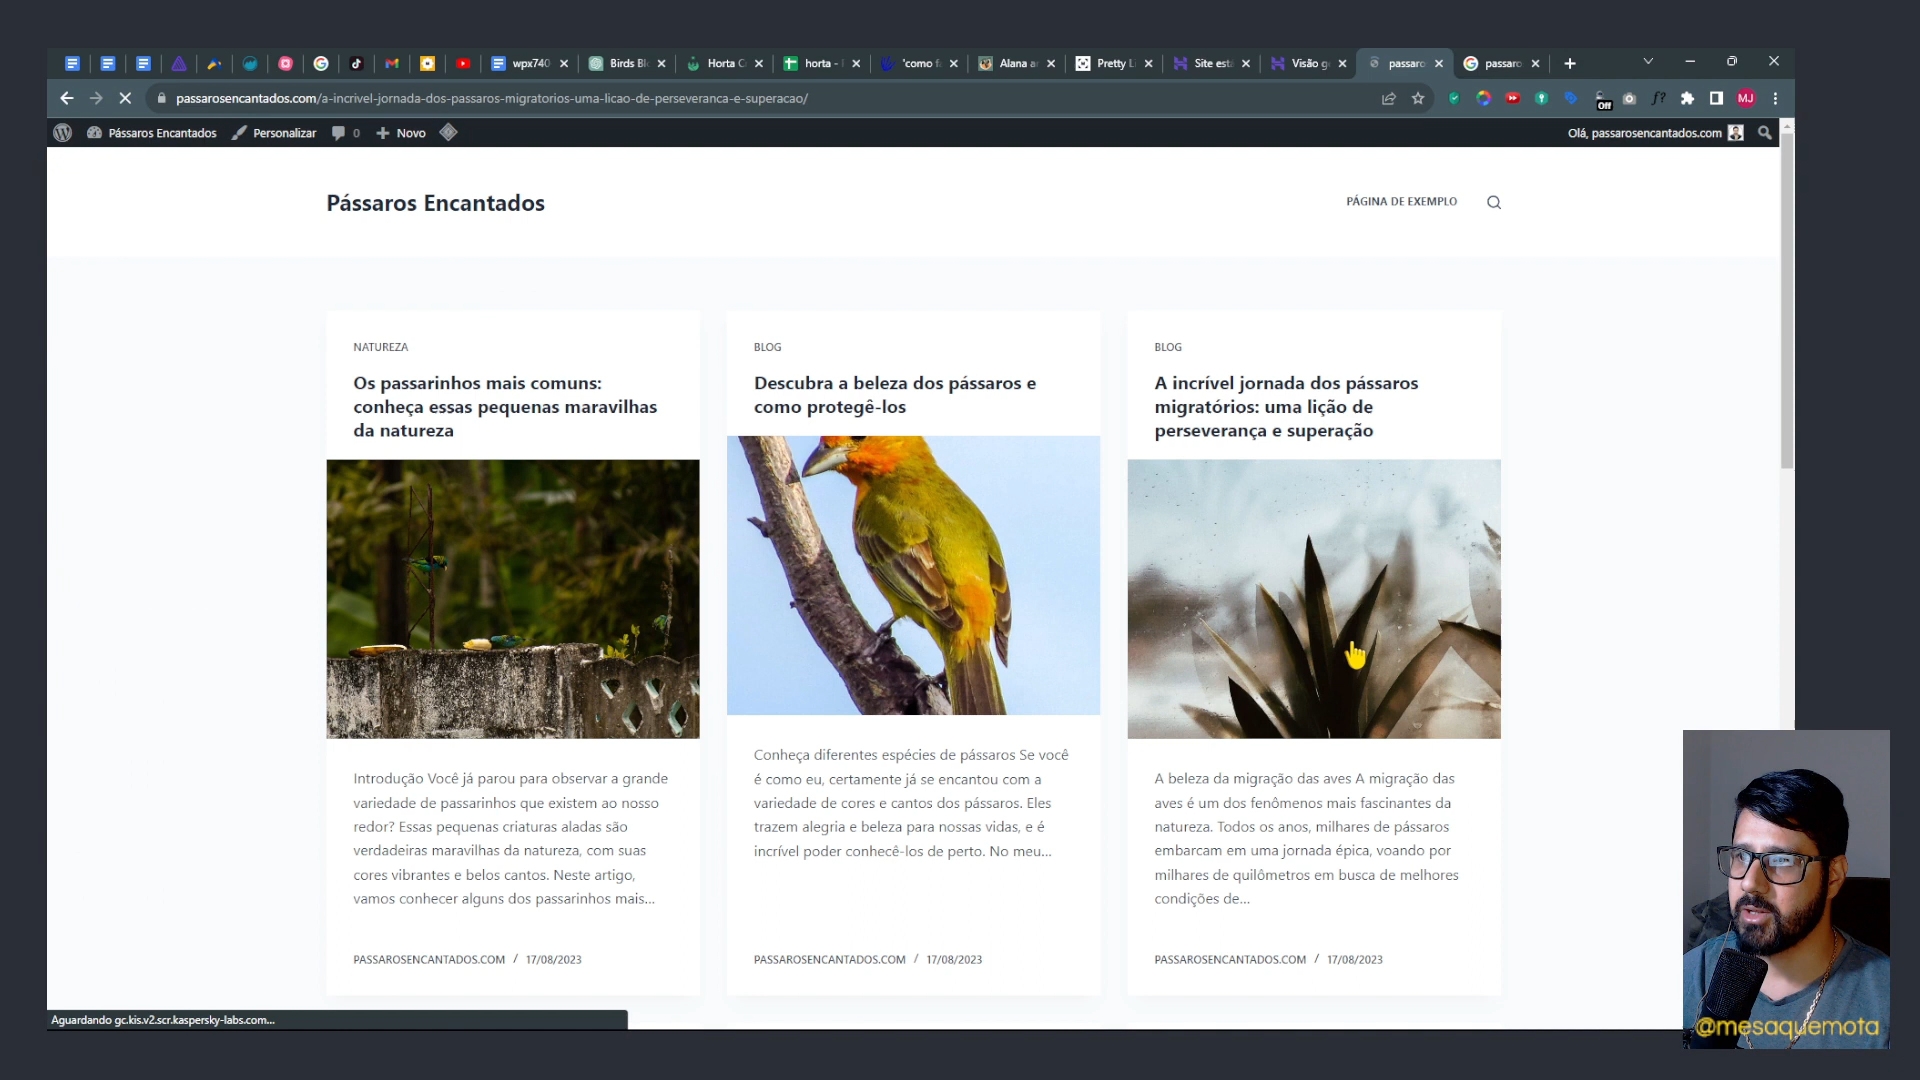 wpx740
Birds Bl
Horta C
horta - 
'como f
Alana a
Pretty L
Site est
Visão g
passaro
passaro
passarosencantados.com/a-incrivel-jornada-dos-passaros-migratorios-uma-licao-de-perseveranca-e-superacao/
Off
f?
MJ
Pássaros Encantados
Personalizar
0
Novo
Olá, passarosencantados.com
Pássaros Encantados
PÁGINA DE EXEMPLO
NATUREZA
Os passarinhos mais comuns:
conheça essas pequenas maravilhas
da natureza
Introdução Você já parou para observar a grande
variedade de passarinhos que existem ao nosso
redor? Essas pequenas criaturas aladas são
verdadeiras maravilhas da natureza, com suas
cores vibrantes e belos cantos. Neste artigo,
vamos conhecer alguns dos passarinhos mais...
PASSAROSENCANTADOS.COM / 17/08/2023
BLOG
Descubra a beleza dos pássaros e
como protegê-los
Conheça diferentes espécies de pássaros Se você
é como eu, certamente já se encantou com a
variedade de cores e cantos dos pássaros. Eles
trazem alegria e beleza para nossas vidas, e é
incrível poder conhecê-los de perto. No meu...
PASSAROSENCANTADOS.COM / 17/08/2023
BLOG
A incrível jornada dos pássaros
migratórios: uma lição de
perseverança e superação
A beleza da migração das aves A migração das
aves é um dos fenômenos mais fascinantes da
natureza. Todos os anos, milhares de pássaros
embarcam em uma jornada épica, voando por
milhares de quilômetros em busca de melhores
condições de...
PASSAROSENCANTADOS.COM / 17/08/2023
Aguardando gc.kis.v2.scr.kaspersky-labs.com...
@mesaquemota